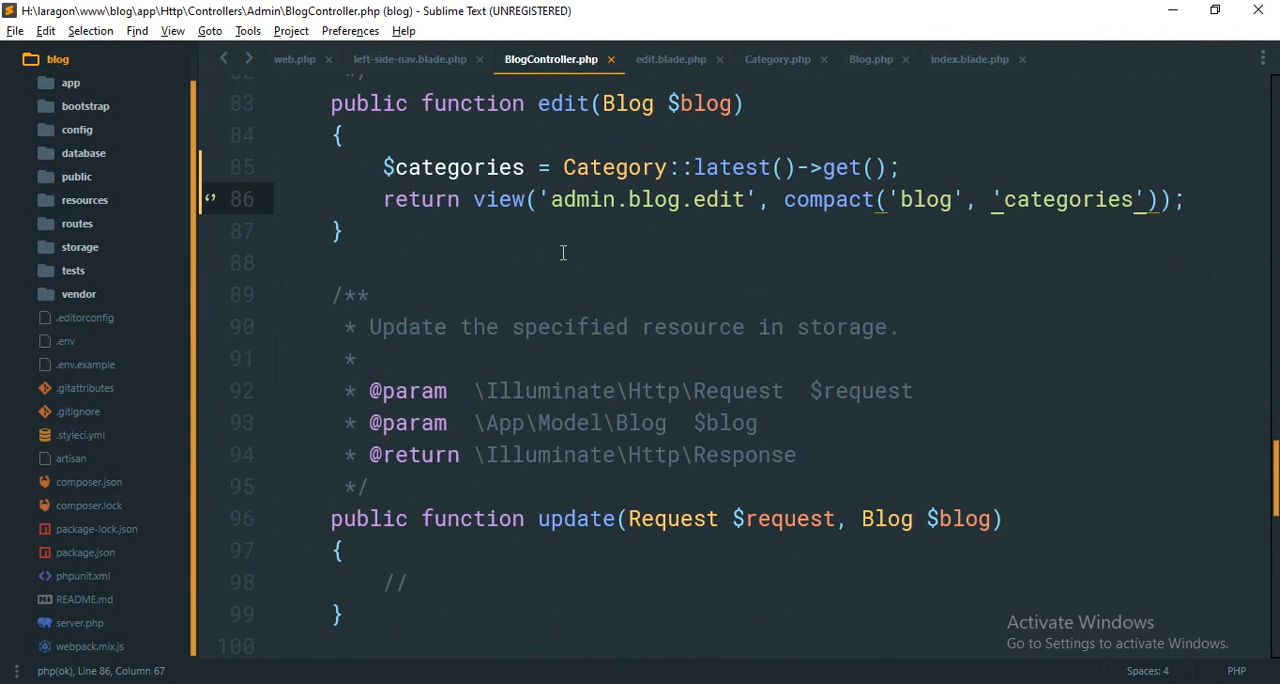 H:\laragon\www\blog\app\Http\Controllers\Admin\BlogController.php (blog) - Sublime Text (UNREGISTERED)
File Edit Selection Find View Goto Tools Project Preferences Help
blog
app
bootstrap
config
database
public
resources
routes
storage
tests
vendor
.editorconfig
.env
.env.example
.gitattributes
.gitignore
.styleci.yml
artisan
composer.json
composer.lock
package-lock.json
package.json
phpunit.xml
README.md
server.php
webpack.mix.js
web.php left-side-nav.blade.php BlogController.php edit.blade.php Category.php Blog.php index.blade.php
82 */
83 public function edit(Blog $blog)
84 {
85 $categories = Category::latest()->get();
86 return view('admin.blog.edit', compact('blog', 'categories'));
87 }
88
89 /**
90 * Update the specified resource in storage.
91 *
92 * @param \Illuminate\Http\Request $request
93 * @param \App\Model\Blog $blog
94 * @return \Illuminate\Http\Response
95 */
96 public function update(Request $request, Blog $blog)
97 {
98 //
99 }
100
Activate Windows
Go to Settings to activate Windows.
php(ok), Line 86, Column 67 Spaces: 4 PHP